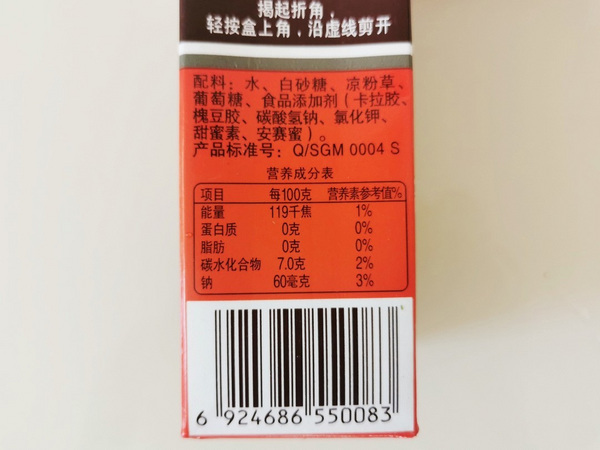 揭起折角,
轻按盒上角,沿虚线剪开
配料:水、白砂糖、凉粉草、
葡萄糖、食品添加剂(卡拉胶、
槐豆胶、碳酸氢钠、氯化钾、
甜蜜素、安赛蜜)。
产品标准号:Q/SGM 0004 S
营养成分表
项目 每100克 营养素参考值%
能量 119千焦 1%
蛋白质 0克 0%
脂肪 0克 0%
碳水化合物 7.0克 2%
钠 60毫克 3%
6 924686 550083